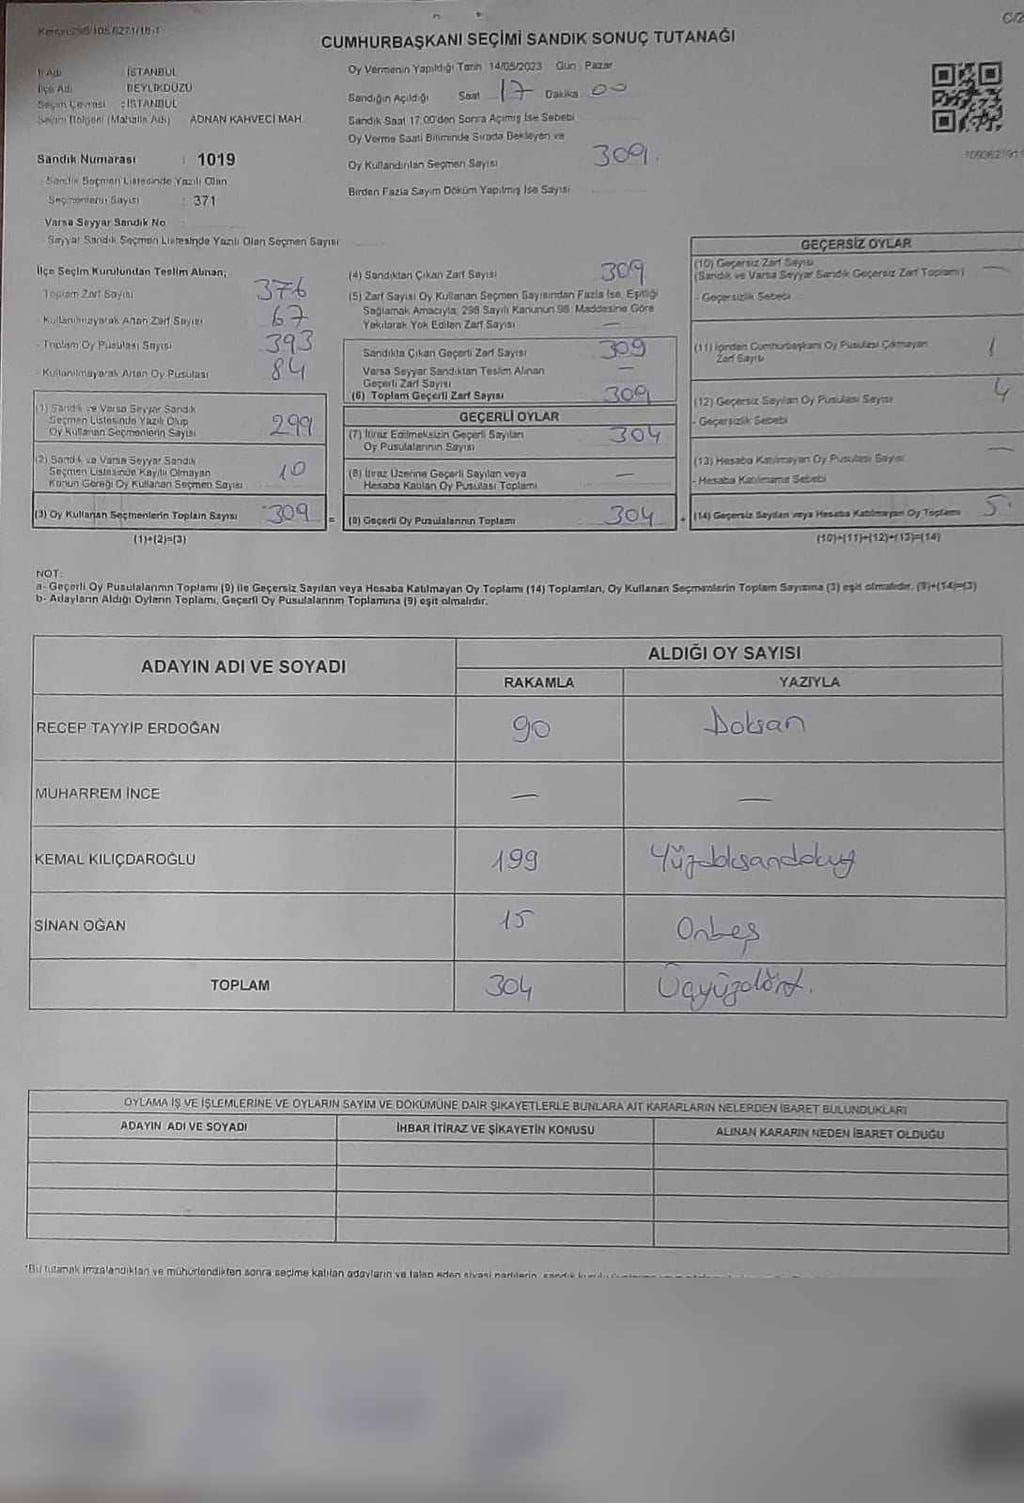 C/2
CUMHURBAŞKANI SEÇİMİ SANDIK SONUÇ TUTANAĞI
İl Adı : İSTANBUL
İlçe Adı : BEYLİKDÜZÜ
Seçim Çevresi : İSTANBUL
Seçim Bölgesi (Mahalle Adı) ADNAN KAHVECİ MAH.
Sandık Numarası : 1019
- Sandık Seçmen Listesinde Yazılı Olan
Seçmenlerin Sayısı : 371
Varsa Seyyar Sandık No :
- Seyyar Sandık Seçmen Listesinde Yazılı Olan Seçmen Sayısı
Oy Vermenin Yapıldığı Tarih 14/05/2023 Gün : Pazar
Sandığın Açıldığı Saat 17 Dakika 00
Sandık Saat 17:00'den Sonra Açılmış İse Sebebi
Oy Verme Saati Bitiminde Sırada Bekleyen ve
Oy Kullandırılan Seçmen Sayısı 309.
Birden Fazla Sayım Döküm Yapılmış İse Sayısı
İlçe Seçim Kurulundan Teslim Alınan;
Toplam Zarf Sayısı 376
- Kullanılmayarak Artan Zarf Sayısı 67
- Toplam Oy Pusulası Sayısı 393
- Kullanılmayarak Artan Oy Pusulası 84
(1) Sandık ve Varsa Seyyar Sandık
Seçmen Listesinde Yazılı Olup
Oy Kullanan Seçmenlerin Sayısı 299
(2) Sandık ve Varsa Seyyar Sandık
Seçmen Listesinde Kayıtlı Olmayan
Kanun Gereği Oy Kullanan Seçmen Sayısı 10
(3) Oy Kullanan Seçmenlerin Toplam Sayısı 309 =
(1)+(2)=(3)
(4) Sandıktan Çıkan Zarf Sayısı 309
(5) Zarf Sayısı Oy Kullanan Seçmen Sayısından Fazla İse, Eşitliği
Sağlamak Amacıyla, 298 Sayılı Kanunun 98. Maddesine Göre
Yakılarak Yok Edilen Zarf Sayısı —
Sandıkta Çıkan Geçerli Zarf Sayısı 309
Varsa Seyyar Sandıktan Teslim Alınan
Geçerli Zarf Sayısı —
(6) Toplam Geçerli Zarf Sayısı 309
GEÇERLİ OYLAR
(7) İtiraz Edilmeksizin Geçerli Sayılan
Oy Pusulalarının Sayısı 304
(8) İtiraz Üzerine Geçerli Sayılan veya
Hesaba Katılan Oy Pusulası Toplamı —
(9) Geçerli Oy Pusulalarının Toplamı 304 +
GEÇERSİZ OYLAR
(10) Geçersiz Zarf Sayısı
(Sandık ve Varsa Seyyar Sandık Geçersiz Zarf Toplamı) —
- Geçersizlik Sebebi
(11) İçinden Cumhurbaşkanı Oy Pusulası Çıkmayan
Zarf Sayısı 1
(12) Geçersiz Sayılan Oy Pusulası Sayısı 4
- Geçersizlik Sebebi
(13) Hesaba Katılmayan Oy Pusulası Sayısı —
- Hesaba Katılmama Sebebi
(14) Geçersiz Sayılan veya Hesaba Katılmayan Oy Toplamı 5
(10)+(11)+(12)+(13)=(14)
NOT:
a- Geçerli Oy Pusulalarının Toplamı (9) ile Geçersiz Sayılan veya Hesaba Katılmayan Oy Toplamı (14) Toplamları, Oy Kullanan Seçmenlerin Toplam Sayısına (3) eşit olmalıdır. (9)+(14)=(3)
b- Adayların Aldığı Oyların Toplamı, Geçerli Oy Pusulalarının Toplamına (9) eşit olmalıdır.
ADAYIN ADI VE SOYADI
ALDIĞI OY SAYISI
RAKAMLA YAZIYLA
RECEP TAYYİP ERDOĞAN 90 Doksan
MUHARREM İNCE — —
KEMAL KILIÇDAROĞLU 199 Yüzdoksandokuz
SİNAN OĞAN 15 Onbeş
TOPLAM 304 Üçyüzdört.
OYLAMA İŞ VE İŞLEMLERİNE VE OYLARIN SAYIM VE DÖKÜMÜNE DAİR ŞİKAYETLERLE BUNLARA AİT KARARLARIN NELERDEN İBARET BULUNDUKLARI
ADAYIN ADI VE SOYADI İHBAR İTİRAZ VE ŞİKAYETİN KONUSU ALINAN KARARIN NEDEN İBARET OLDUĞU
*Bu tutanak imzalandıktan ve mühürlendikten sonra seçime katılan adayların ve talep eden siyasi partilerin, sandık kurulu